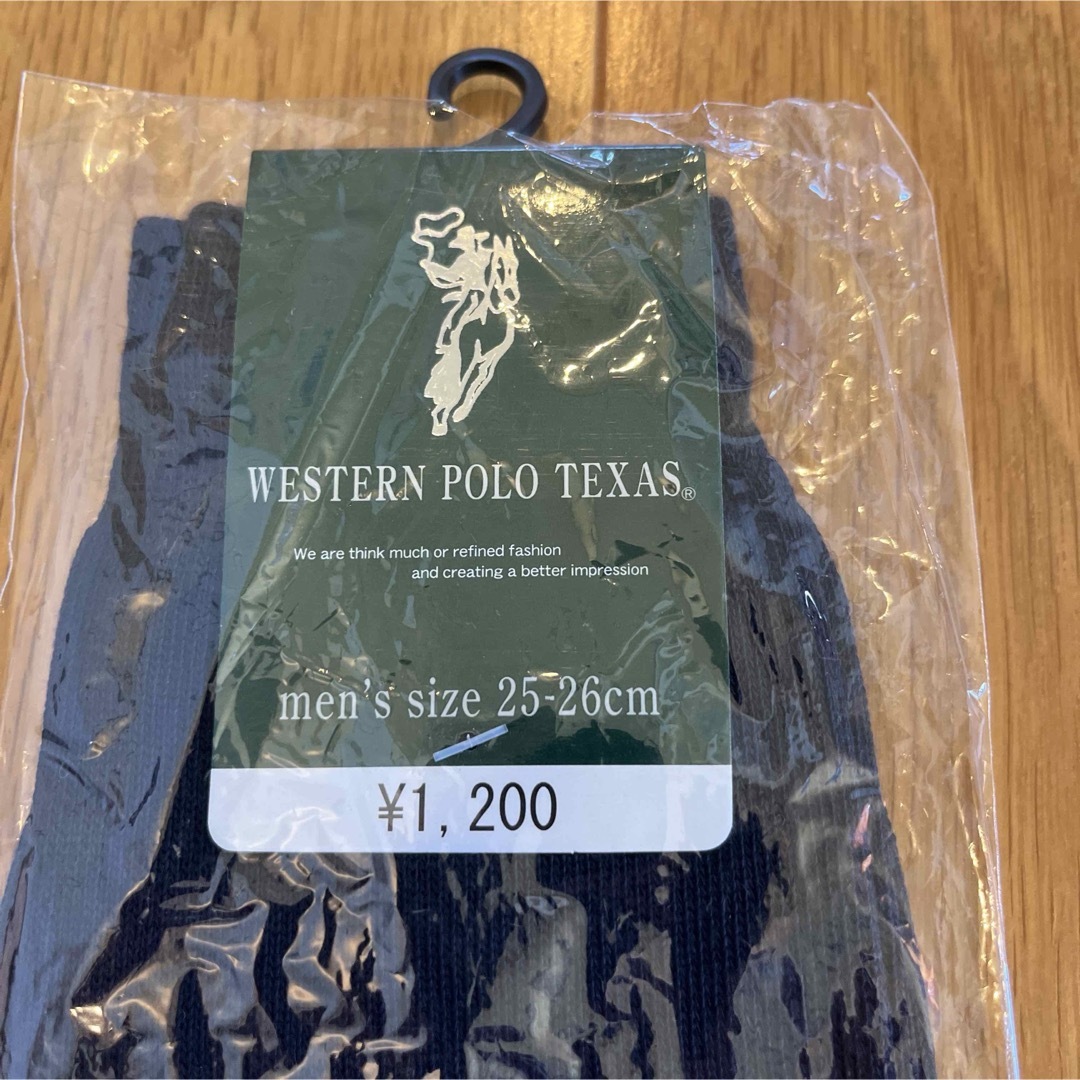 WESTERN POLO TEXAS®
We are think much or refined fashion
and creating a better impression
men's size 25-26cm
¥1, 200